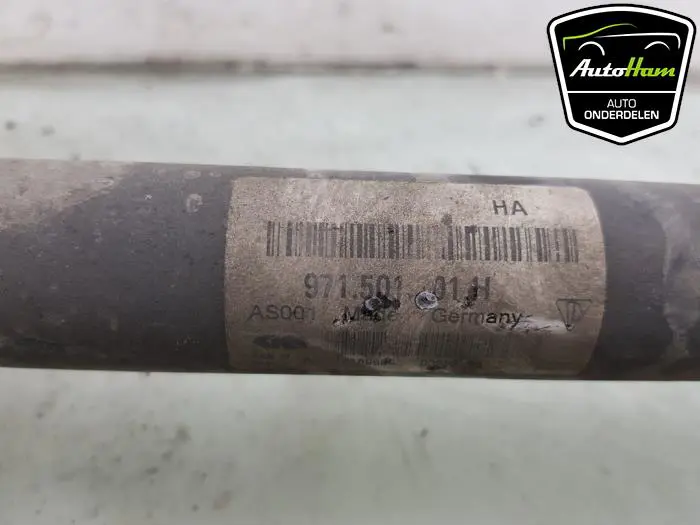 AutoHam
AUTO
ONDERDELEN
HA
971.501 01 H
AS001 Made Germany